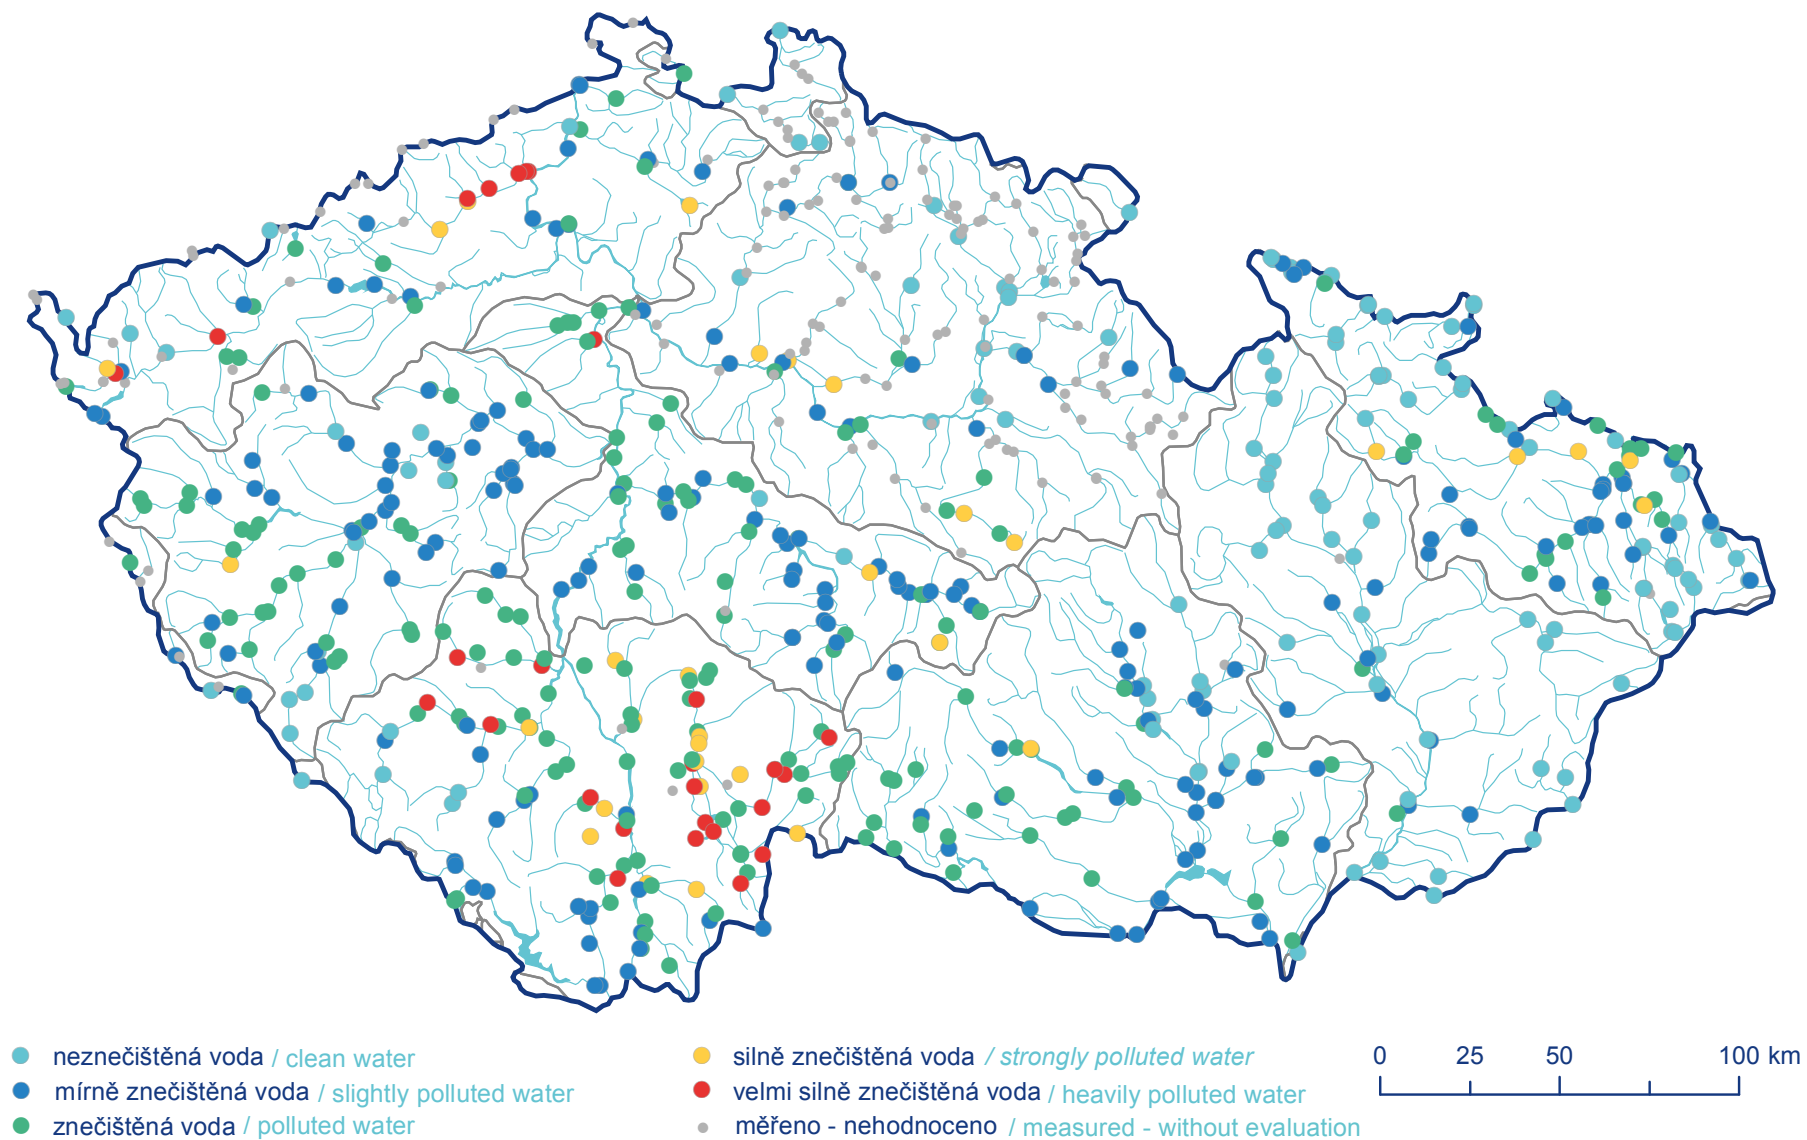 neznečištěná voda / clean water
mírně znečištěná voda / slightly polluted water
znečištěná voda / polluted water
silně znečištěná voda / strongly polluted water
velmi silně znečištěná voda / heavily polluted water
měřeno - nehodnoceno / measured - without evaluation
0 25 50 100 km